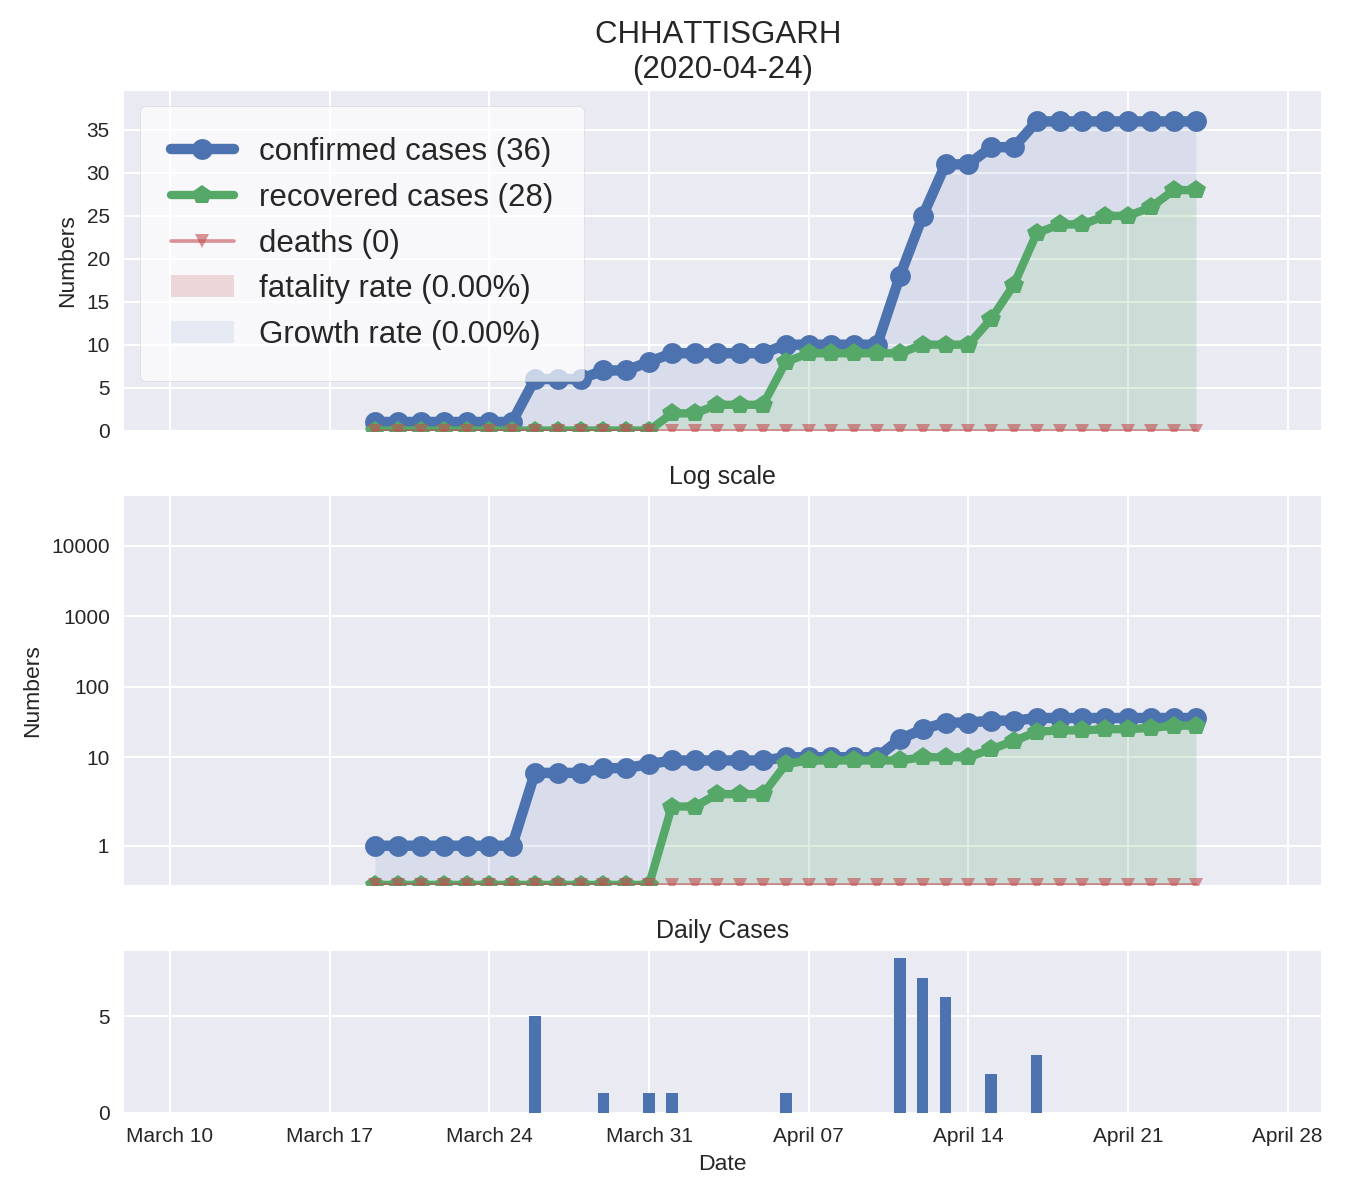 CHHATTISGARH
(2020-04-24)
35
30
25
20
15
10
5
0
Numbers
confirmed cases (36)
recovered cases (28)
deaths (0)
fatality rate (0.00%)
Growth rate (0.00%)
Log scale
10000
1000
100
10
1
Numbers
Daily Cases
5
0
March 10 March 17 March 24 March 31 April 07 April 14 April 21 April 28
Date